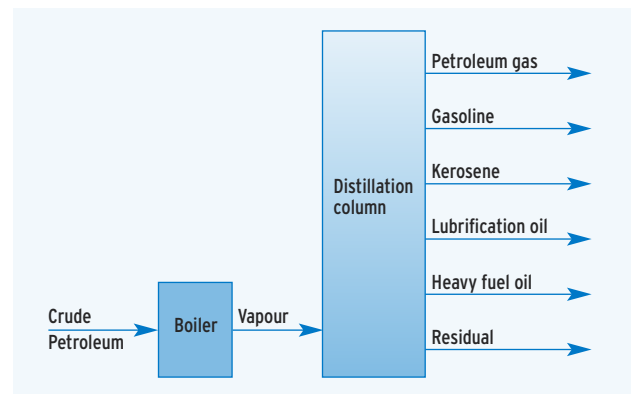 Petroleum gas
Gasoline
Kerosene
Distillation
column
Lubrification oil
Heavy fuel oil
Crude
Petroleum
Boiler
Vapour
Residual